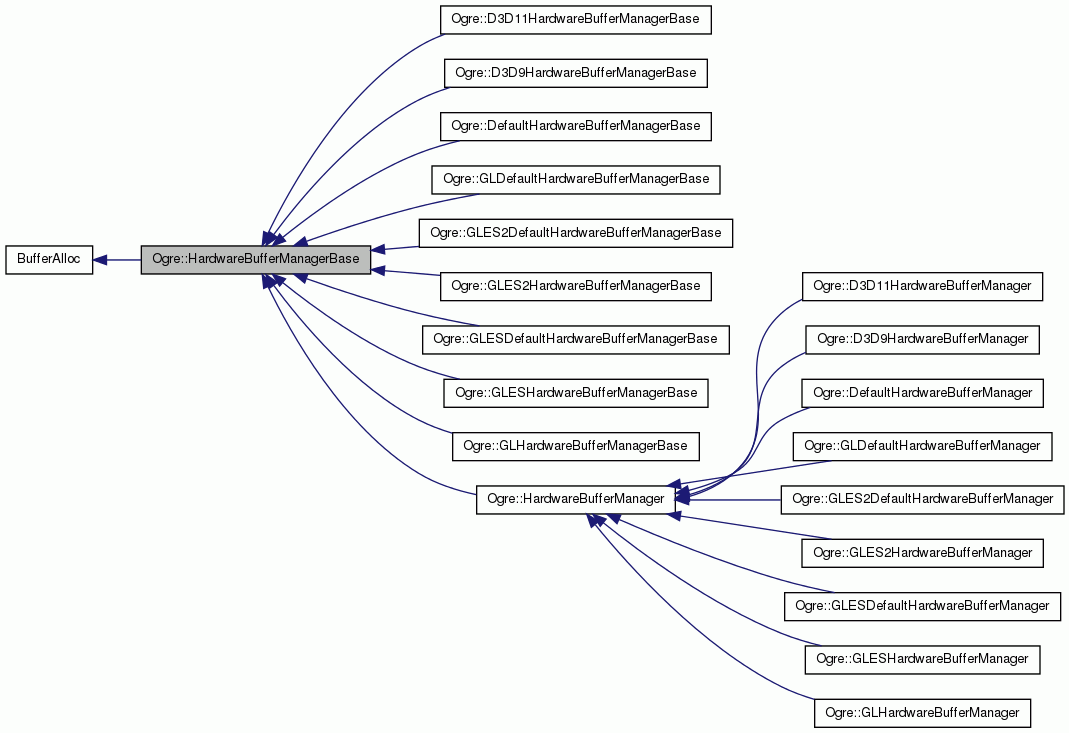 Ogre::D3D11HardwareBufferManagerBase
Ogre::D3D9HardwareBufferManagerBase
Ogre::DefaultHardwareBufferManagerBase
Ogre::GLDefaultHardwareBufferManagerBase
Ogre::GLES2DefaultHardwareBufferManagerBase
BufferAlloc
Ogre::HardwareBufferManagerBase
Ogre::GLES2HardwareBufferManagerBase
Ogre::D3D11HardwareBufferManager
Ogre::GLESDefaultHardwareBufferManagerBase
Ogre::D3D9HardwareBufferManager
Ogre::GLESHardwareBufferManagerBase
Ogre::DefaultHardwareBufferManager
Ogre::GLHardwareBufferManagerBase
Ogre::GLDefaultHardwareBufferManager
Ogre::HardwareBufferManager
Ogre::GLES2DefaultHardwareBufferManager
Ogre::GLES2HardwareBufferManager
Ogre::GLESDefaultHardwareBufferManager
Ogre::GLESHardwareBufferManager
Ogre::GLHardwareBufferManager